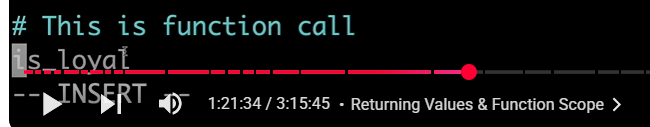 # This is function call
is_loyal
-- INSERT --
1:21:34 / 3:15:45 • Returning Values & Function Scope